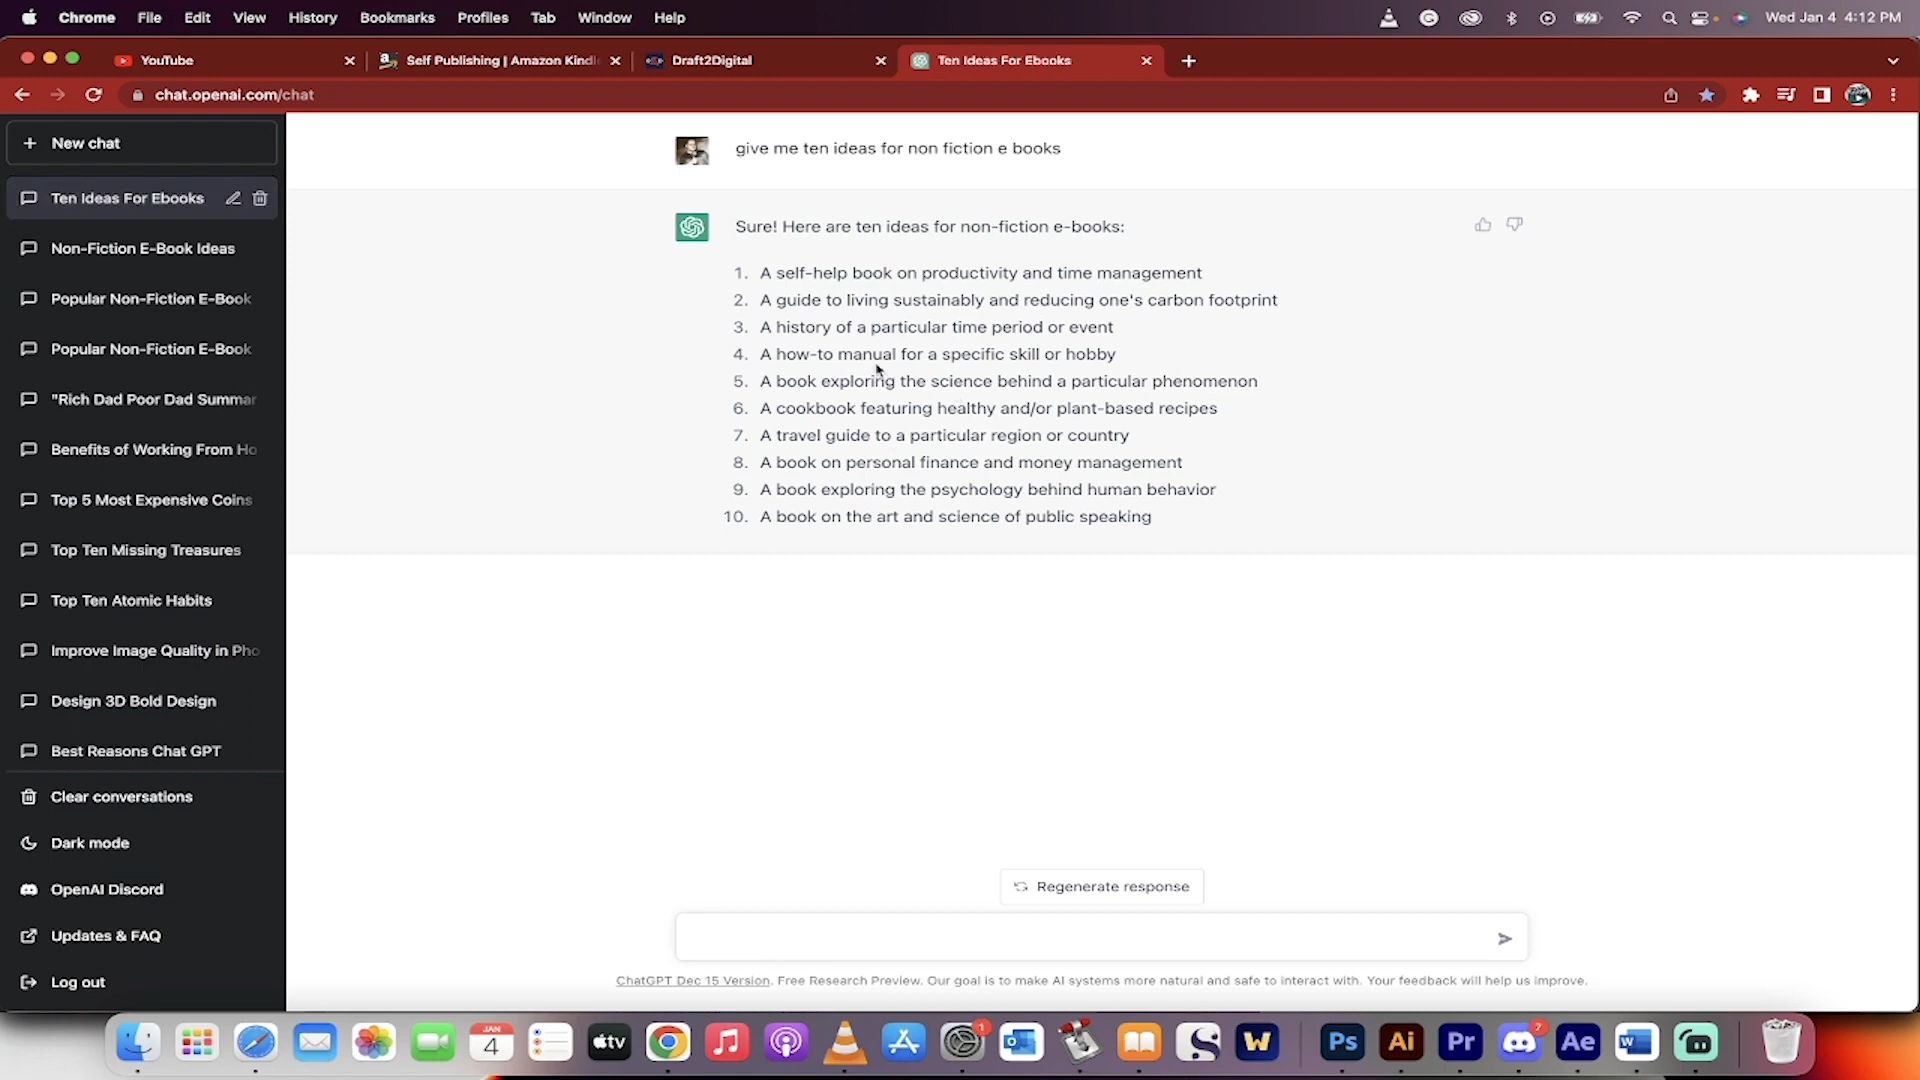 Chrome File Edit View History Bookmarks Profiles Tab Window Help Wed Jan 4 4:12 PM
YouTube Self Publishing | Amazon Kindl Draft2Digital Ten Ideas For Ebooks
chat.openai.com/chat
New chat
Ten Ideas For Ebooks
Non-Fiction E-Book Ideas
Popular Non-Fiction E-Book
Popular Non-Fiction E-Book
"Rich Dad Poor Dad Summar
Benefits of Working From Ho
Top 5 Most Expensive Coins
Top Ten Missing Treasures
Top Ten Atomic Habits
Improve Image Quality in Pho
Design 3D Bold Design
Best Reasons Chat GPT
Clear conversations
Dark mode
OpenAI Discord
Updates & FAQ
Log out
give me ten ideas for non fiction e books
Sure! Here are ten ideas for non-fiction e-books:
1. A self-help book on productivity and time management
2. A guide to living sustainably and reducing one's carbon footprint
3. A history of a particular time period or event
4. A how-to manual for a specific skill or hobby
5. A book exploring the science behind a particular phenomenon
6. A cookbook featuring healthy and/or plant-based recipes
7. A travel guide to a particular region or country
8. A book on personal finance and money management
9. A book exploring the psychology behind human behavior
10. A book on the art and science of public speaking
Regenerate response
ChatGPT Dec 15 Version. Free Research Preview. Our goal is to make AI systems more natural and safe to interact with. Your feedback will help us improve.
JAN 4 tv 1 W Ps Ai Pr 7 Ae W